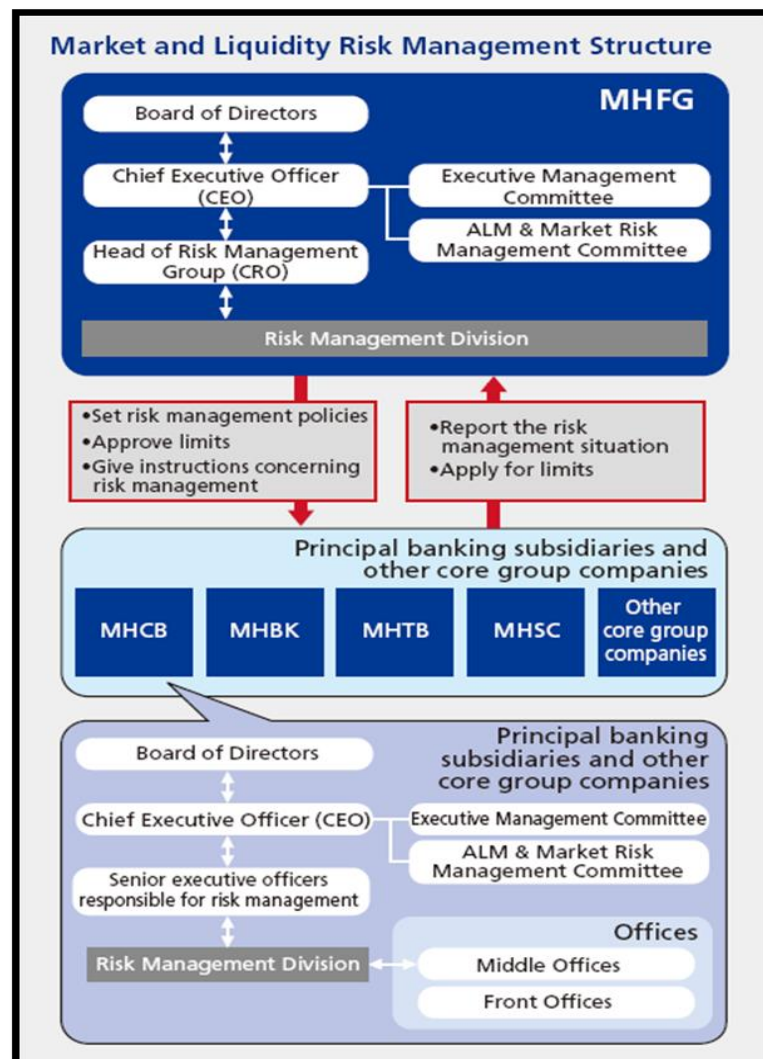 Market and Liquidity Risk Management Structure
MHFG
Board of Directors
Chief Executive Officer
(CEO)
Executive Management
Committee
ALM & Market Risk
Management Committee
Head of Risk Management
Group (CRO)
Risk Management Division
•Set risk management policies
•Approve limits
•Give instructions concerning
risk management
•Report the risk
management situation
•Apply for limits
Principal banking subsidiaries and
other core group companies
MHCB
MHBK
MHTB
MHSC
Other
core group
companies
Principal banking
subsidiaries and other
core group companies
Board of Directors
Chief Executive Officer (CEO)
Executive Management Committee
ALM & Market Risk
Management Committee
Senior executive officers
responsible for risk management
Risk Management Division
Offices
Middle Offices
Front Offices